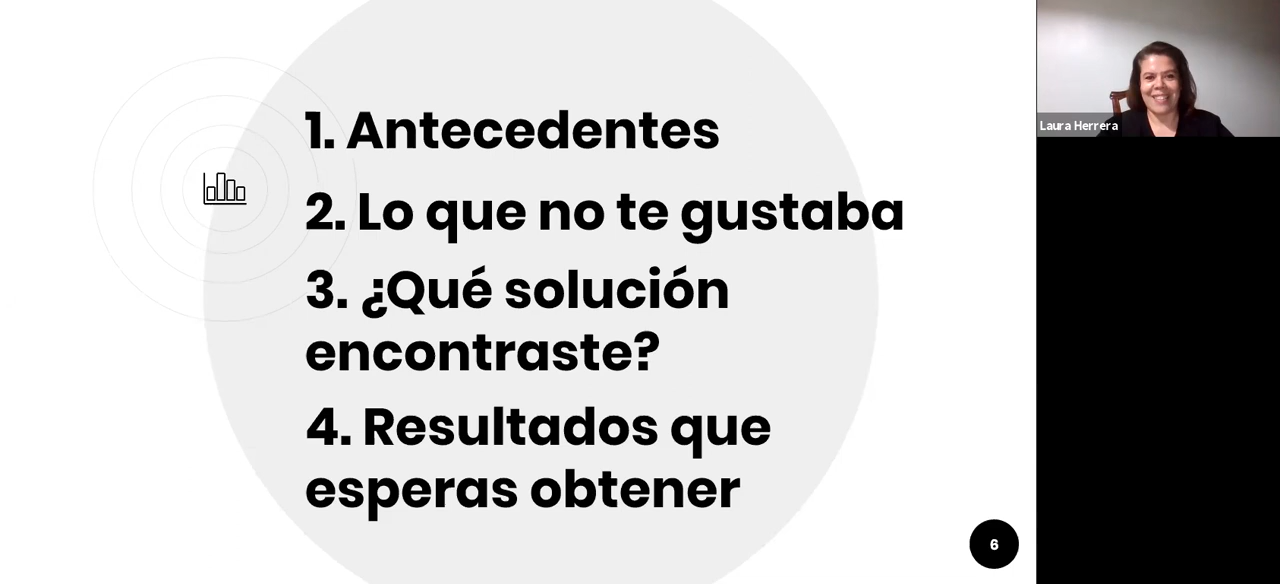 1. Antecedentes
2. Lo que no te gustaba
3. ¿Qué solución
encontraste?
4. Resultados que
esperas obtener
6
Laura Herrera